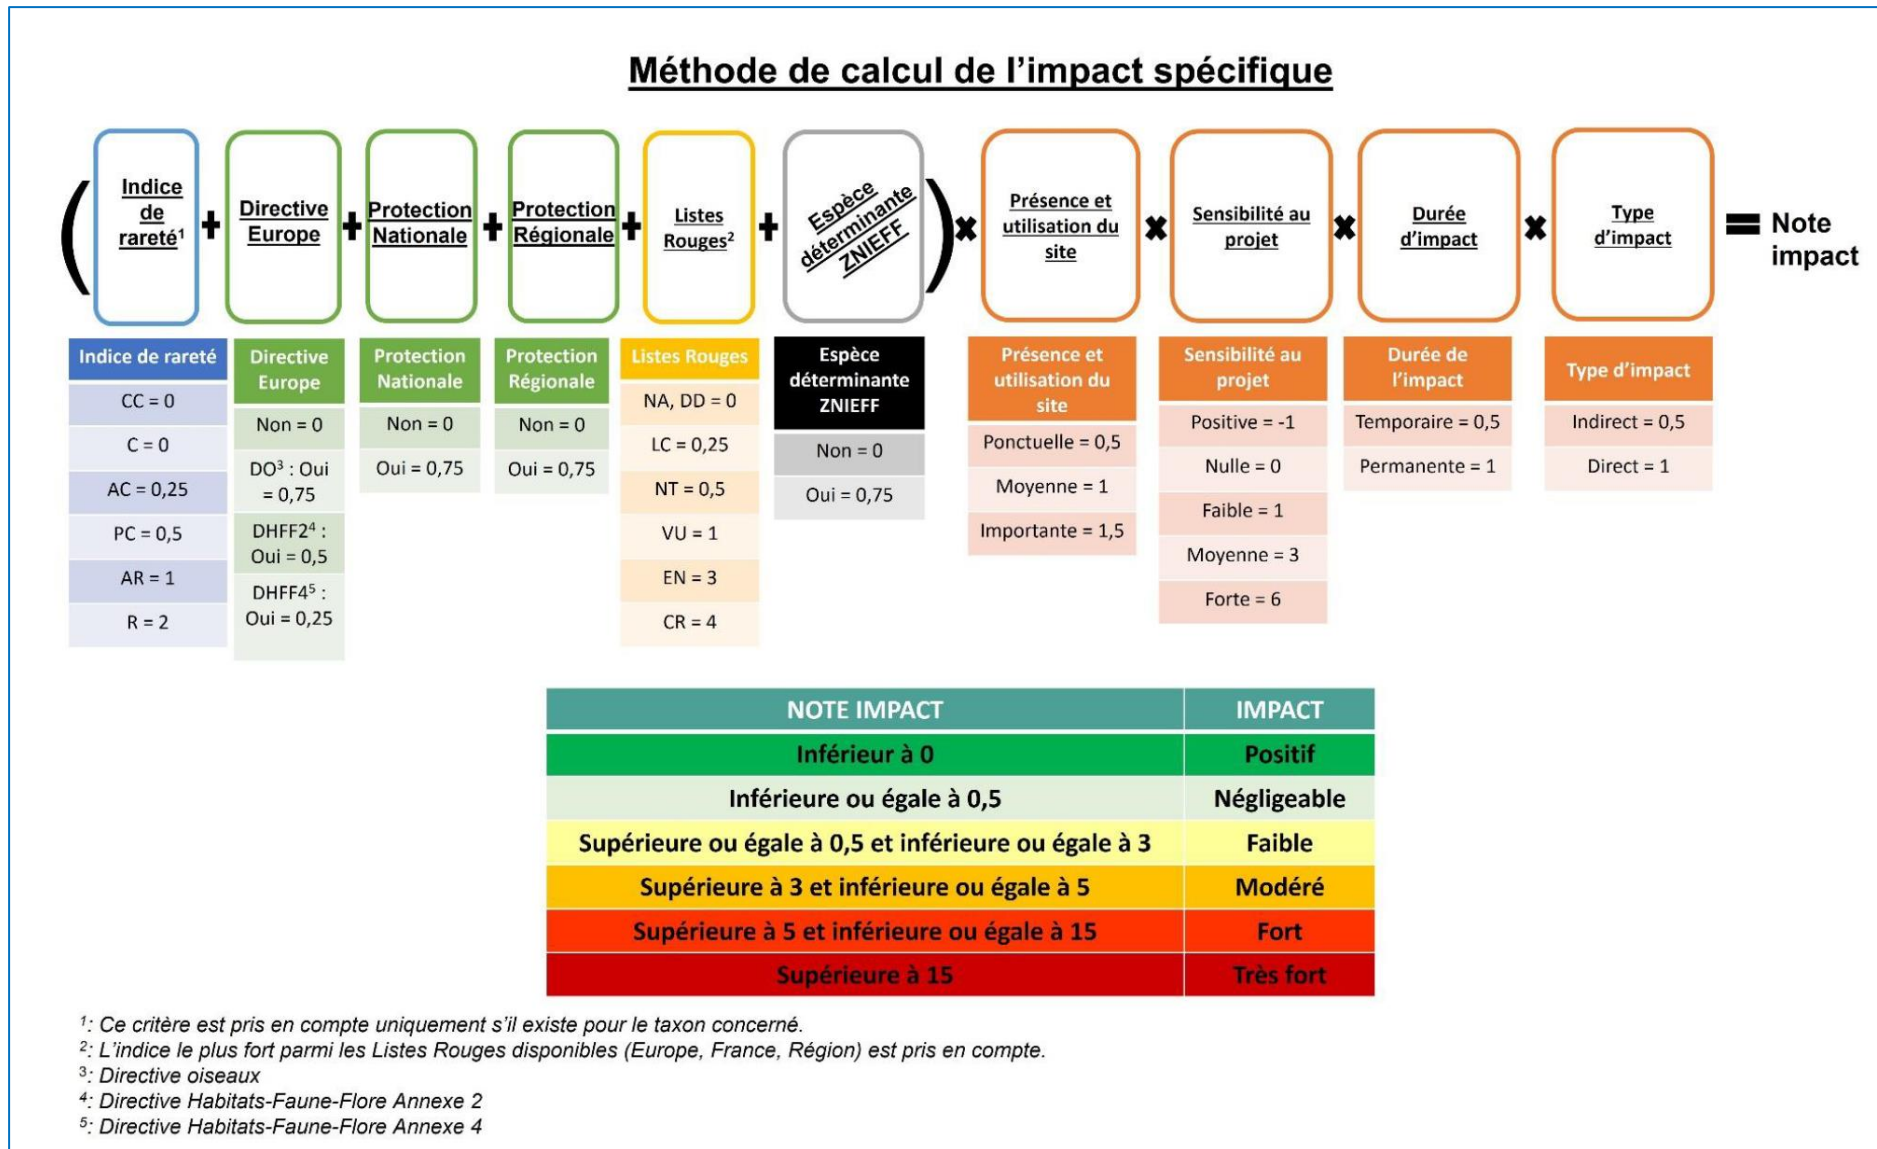 Méthode de calcul de l’impact spécifique
(
Indice
de
rareté¹
+
Directive
Europe
+
Protection
Nationale
+
Protection
Régionale
+
Listes
Rouges²
+
Espèce
déterminante
ZNIEFF
)
×
Présence et
utilisation du
site
×
Sensibilité au
projet
×
Durée
d’impact
×
Type
d’impact
=
Note
impact
Indice de rareté
CC = 0
C = 0
AC = 0,25
PC = 0,5
AR = 1
R = 2
Directive
Europe
Non = 0
DO³ : Oui
= 0,75
DHFF2⁴ :
Oui = 0,5
DHFF4⁵ :
Oui = 0,25
Protection
Nationale
Non = 0
Oui = 0,75
Protection
Régionale
Non = 0
Oui = 0,75
Listes Rouges
NA, DD = 0
LC = 0,25
NT = 0,5
VU = 1
EN = 3
CR = 4
Espèce
déterminante
ZNIEFF
Non = 0
Oui = 0,75
Présence et
utilisation du
site
Ponctuelle = 0,5
Moyenne = 1
Importante = 1,5
Sensibilité au
projet
Positive = -1
Nulle = 0
Faible = 1
Moyenne = 3
Forte = 6
Durée de
l’impact
Temporaire = 0,5
Permanente = 1
Type d’impact
Indirect = 0,5
Direct = 1
NOTE IMPACT IMPACT
Inférieur à 0 Positif
Inférieure ou égale à 0,5 Négligeable
Supérieure ou égale à 0,5 et inférieure ou égale à 3 Faible
Supérieure à 3 et inférieure ou égale à 5 Modéré
Supérieure à 5 et inférieure ou égale à 15 Fort
Supérieure à 15 Très fort
¹: Ce critère est pris en compte uniquement s’il existe pour le taxon concerné.
²: L’indice le plus fort parmi les Listes Rouges disponibles (Europe, France, Région) est pris en compte.
³: Directive oiseaux
⁴: Directive Habitats-Faune-Flore Annexe 2
⁵: Directive Habitats-Faune-Flore Annexe 4